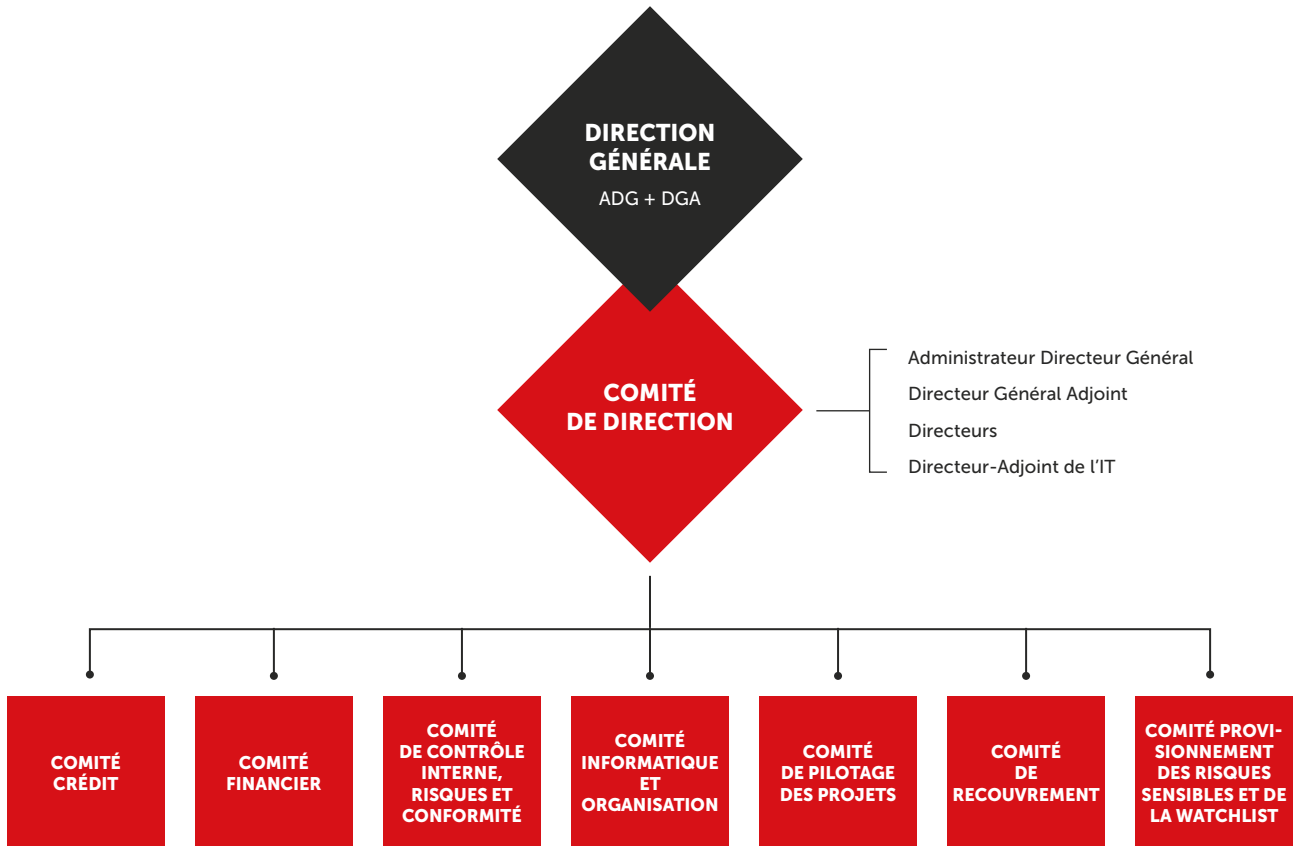 DIRECTION
GÉNÉRALE
ADG + DGA
COMITÉ
DE DIRECTION
Administrateur Directeur Général
Directeur Général Adjoint
Directeurs
Directeur-Adjoint de l’IT
COMITÉ
CRÉDIT
COMITÉ
FINANCIER
COMITÉ
DE CONTRÔLE
INTERNE,
RISQUES ET
CONFORMITÉ
COMITÉ
INFORMATIQUE
ET
ORGANISATION
COMITÉ
DE PILOTAGE
DES PROJETS
COMITÉ
DE
RECOUVREMENT
COMITÉ PROVI-
SIONNEMENT
DES RISQUES
SENSIBLES ET DE
LA WATCHLIST